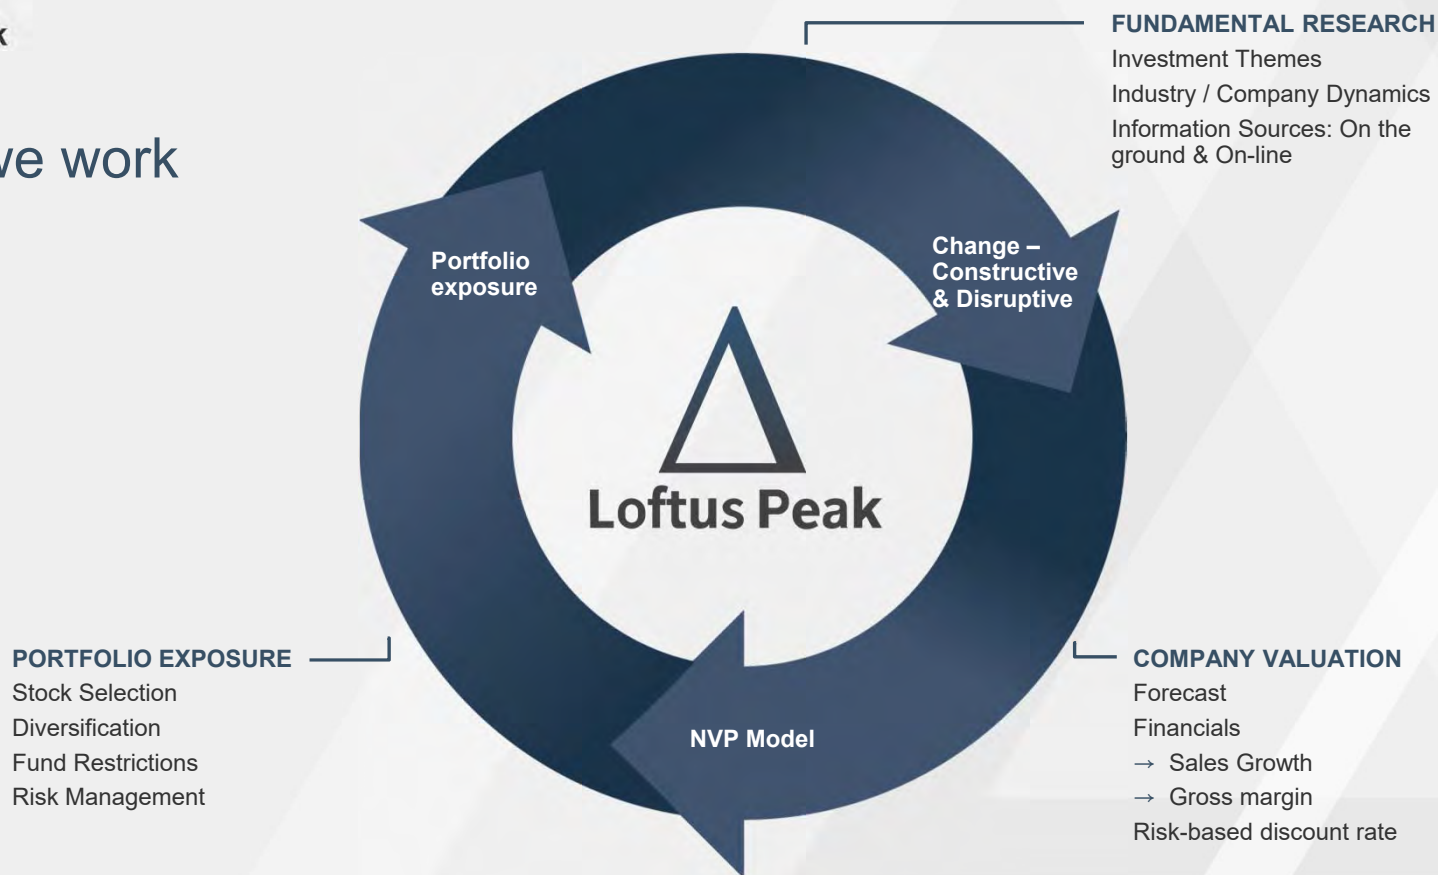 k
we work
FUNDAMENTAL RESEARCH
Investment Themes
Industry / Company Dynamics
Information Sources: On the
ground & On-line
Portfolio
exposure
Change –
Constructive
& Disruptive
Loftus Peak
NVP Model
PORTFOLIO EXPOSURE
Stock Selection
Diversification
Fund Restrictions
Risk Management
COMPANY VALUATION
Forecast
Financials
→ Sales Growth
→ Gross margin
Risk-based discount rate